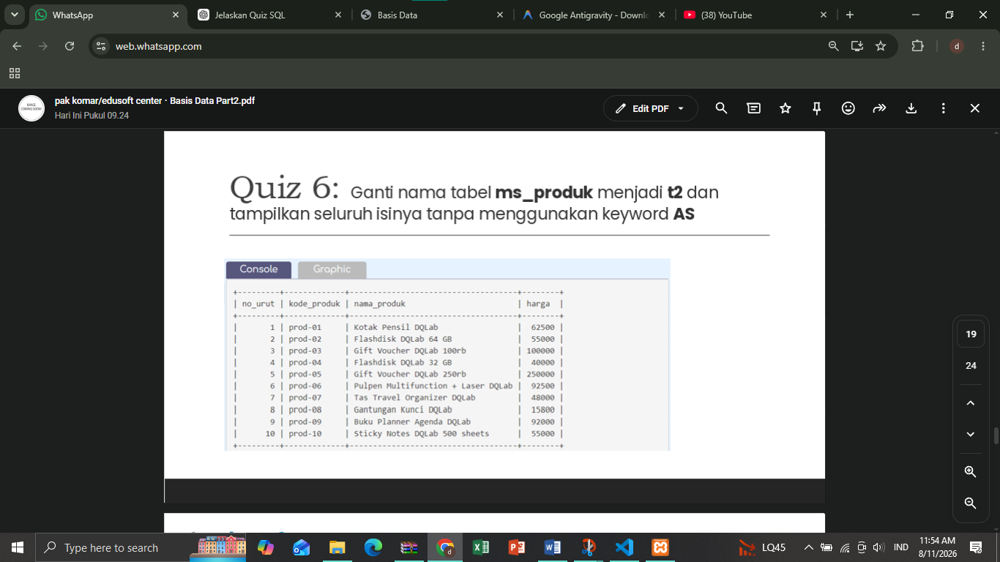 WhatsApp
Jelaskan Quiz SQL
Basis Data
Google Antigravity - Downlo
(38) YouTube
web.whatsapp.com
d
IMAGE
COMING SOON
pak komar/edusoft center · Basis Data Part2.pdf
Hari Ini Pukul 09.24
Edit PDF
Quiz 6: Ganti nama tabel ms_produk menjadi t2 dan
tampilkan seluruh isinya tanpa menggunakan keyword AS
Console Graphic
+---------+-------------+------------------------------------+--------+
| no_urut | kode_produk | nama_produk | harga |
+---------+-------------+------------------------------------+--------+
| 1 | prod-01 | Kotak Pensil DQLab | 62500 |
| 2 | prod-02 | Flashdisk DQLab 64 GB | 55000 |
| 3 | prod-03 | Gift Voucher DQLab 100rb | 100000 |
| 4 | prod-04 | Flashdisk DQLab 32 GB | 40000 |
| 5 | prod-05 | Gift Voucher DQLab 250rb | 250000 |
| 6 | prod-06 | Pulpen Multifunction + Laser DQLab | 92500 |
| 7 | prod-07 | Tas Travel Organizer DQLab | 48000 |
| 8 | prod-08 | Gantungan Kunci DQLab | 15800 |
| 9 | prod-09 | Buku Planner Agenda DQLab | 92000 |
| 10 | prod-10 | Sticky Notes DQLab 500 sheets | 55000 |
+---------+-------------+------------------------------------+--------+
19
24
Type here to search
LQ45
IND
11:54 AM
8/11/2026